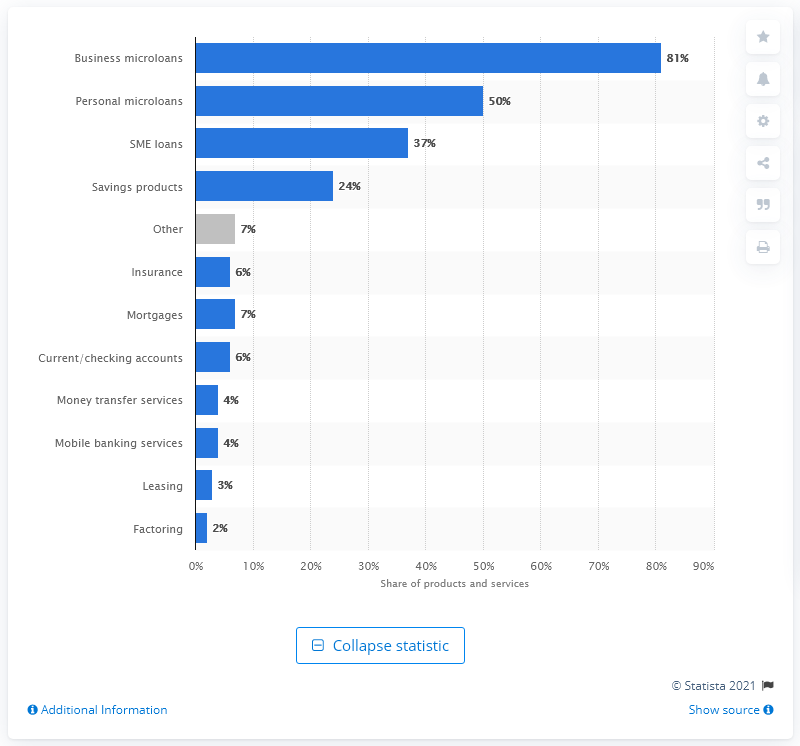 Business microloans 81%
Personal microloans 50%
SME loans 37%
Savings products 24%
Other 7%
Insurance 6%
Mortgages 7%
Current/checking accounts 6%
Money transfer services 4%
Mobile banking services 4%
Leasing 3%
Factoring 2%
0% 10% 20% 30% 40% 50% 60% 70% 80% 90%
Share of products and services
Collapse statistic
© Statista 2021
Additional Information Show source